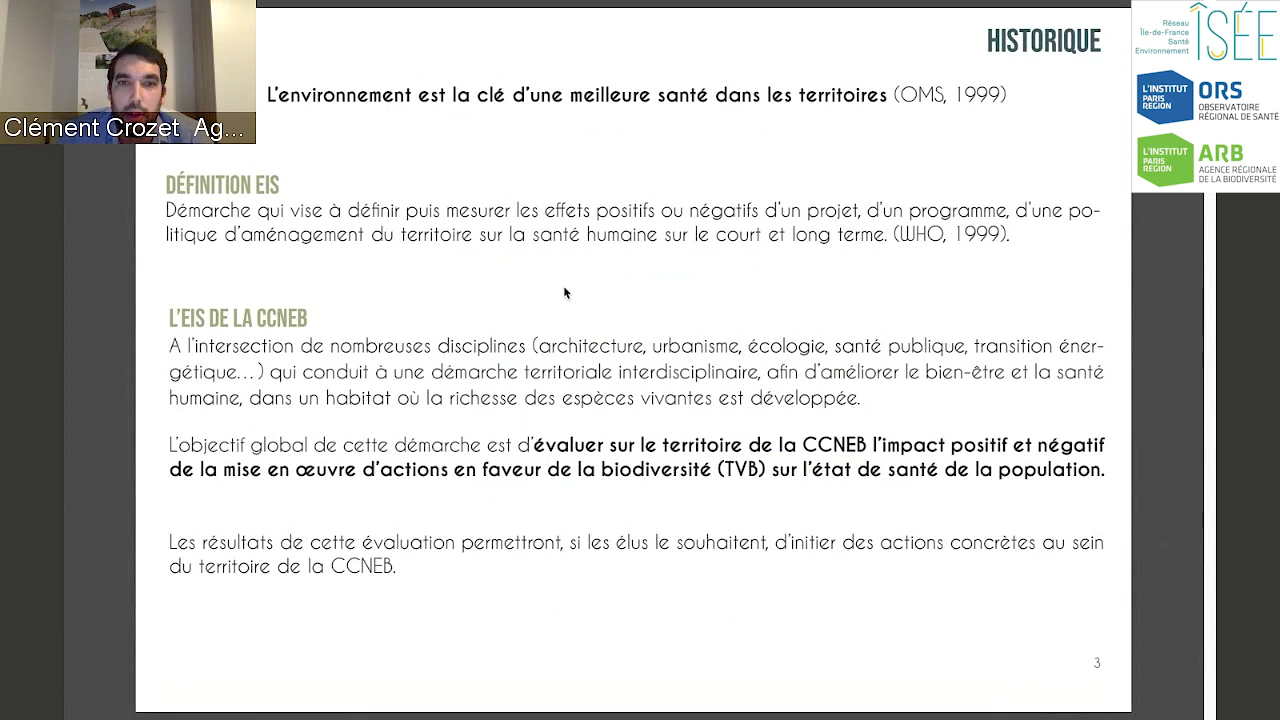 HISTORIQUE
L'environnement est la clé d'une meilleure santé dans les territoires (OMS, 1999)
Clément Crozet Ag...
Réseau
Île-de-France
Santé
Environnement
ÎSÉE
L'INSTITUT
PARIS
REGION
ORS
OBSERVATOIRE
RÉGIONAL DE SANTÉ
L'INSTITUT
PARIS
REGION
ARB
AGENCE RÉGIONALE
DE LA BIODIVERSITÉ
DÉFINITION EIS
Démarche qui vise à définir puis mesurer les effets positifs ou négatifs d'un projet, d'un programme, d'une po-
litique d'aménagement du territoire sur la santé humaine sur le court et long terme. (WHO, 1999).
L'EIS DE LA CCNEB
A l'intersection de nombreuses disciplines (architecture, urbanisme, écologie, santé publique, transition éner-
gétique...) qui conduit à une démarche territoriale interdisciplinaire, afin d'améliorer le bien-être et la santé
humaine, dans un habitat où la richesse des espèces vivantes est développée.
L'objectif global de cette démarche est d'évaluer sur le territoire de la CCNEB l'impact positif et négatif
de la mise en œuvre d'actions en faveur de la biodiversité (TVB) sur l'état de santé de la population.
Les résultats de cette évaluation permettront, si les élus le souhaitent, d'initier des actions concrètes au sein
du territoire de la CCNEB.
3